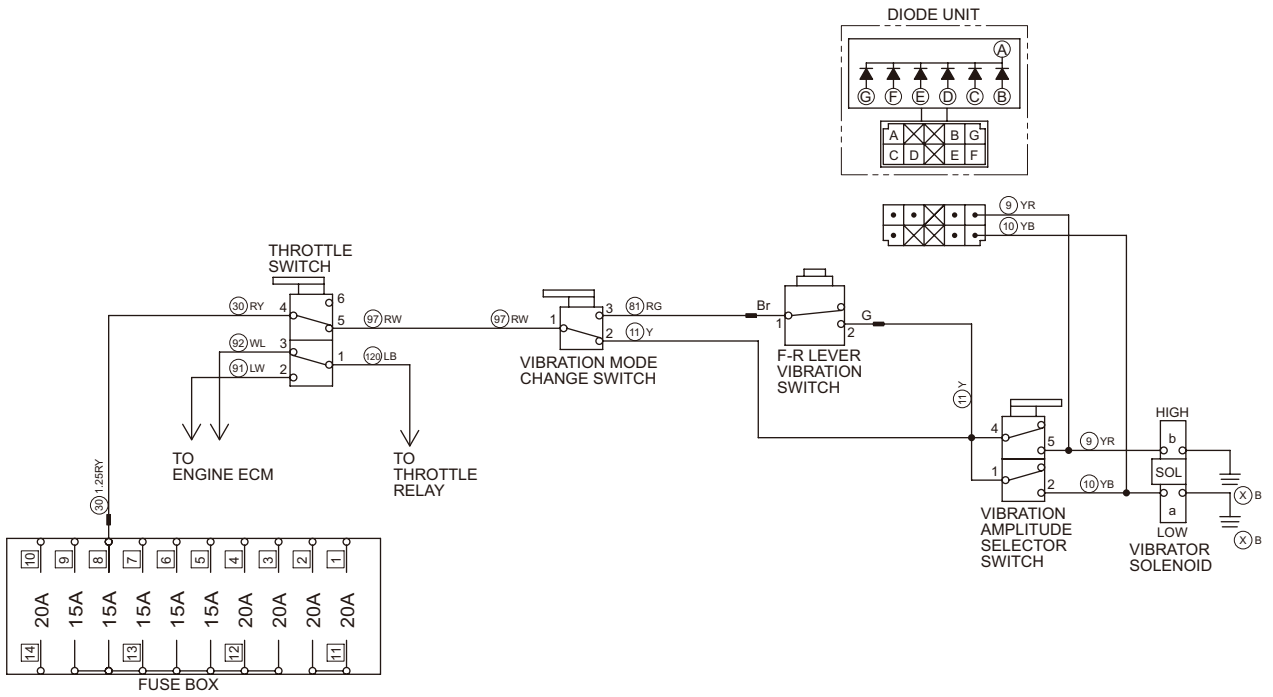 DIODE UNIT
A
G F E D C B
A B G
C D E F
9 YR
10 YB
THROTTLE
SWITCH
6
30 RY
4
5
97 RW
97 RW
92 WL
3
1
120 LB
91 LW
2
TO
ENGINE ECM
TO
THROTTLE
RELAY
1
3
81 RG
2
11 Y
VIBRATION MODE
CHANGE SWITCH
Br
1
G
2
F-R LEVER
VIBRATION
SWITCH
11 Y
4
5
9 YR
1
2
10 YB
VIBRATION
AMPLITUDE
SELECTOR
SWITCH
HIGH
b
SOL
a
LOW
VIBRATOR
SOLENOID
X B
X B
30 1.25RY
10 9 8 7 6 5 4 3 2 1
20A 15A 15A 15A 15A 15A 20A 20A 20A 20A
14 13 12 11
FUSE BOX